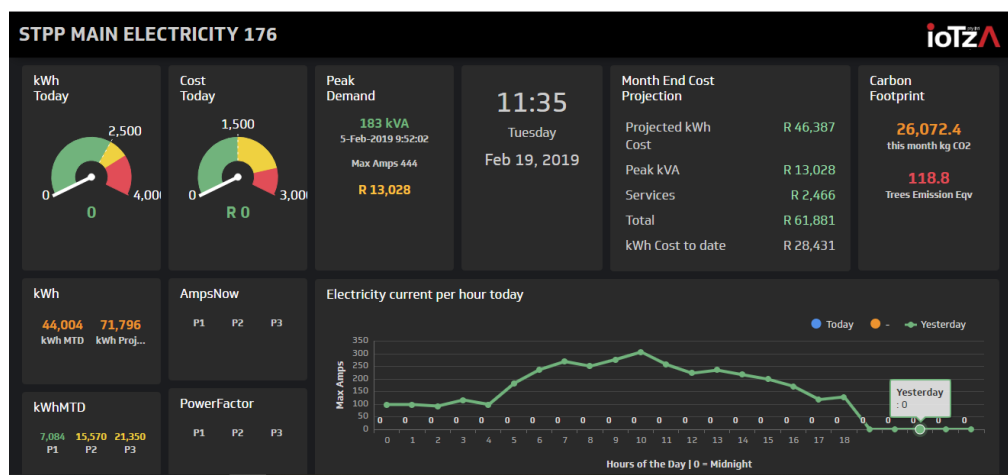 STPP MAIN ELECTRICITY 176
ioTzA
kWh
Today
2,500
0
4,00
0
Cost
Today
1,500
0
3,00
R 0
Peak
Demand
183 kVA
5-Feb-2019 9:52:02
Max Amps 444
R 13,028
11:35
Tuesday
Feb 19, 2019
Month End Cost
Projection
Projected kWh R 46,387
Cost
Peak kVA R 13,028
Services R 2,466
Total R 61,881
kWh Cost to date R 28,431
Carbon
Footprint
26,072.4
this month kg CO2
118.8
Trees Emission Eqv
kWh
44,004 71,796
kWh MTD kWh Proj...
AmpsNow
P1 P2 P3
kWhMTD
7,084 15,570 21,350
P1 P2 P3
PowerFactor
P1 P2 P3
Electricity current per hour today
Today - Yesterday
Max Amps
350
300
250
200
150
100
50
0
0 0 0 0 0 0 0 0 0 0 0 0 0 0 0 0 0 0 0 0 0 0 0 0
Yesterday
: 0
0 1 2 3 4 5 6 7 8 9 10 11 12 13 14 15 16 17 18
Hours of the Day | 0 - Midnight